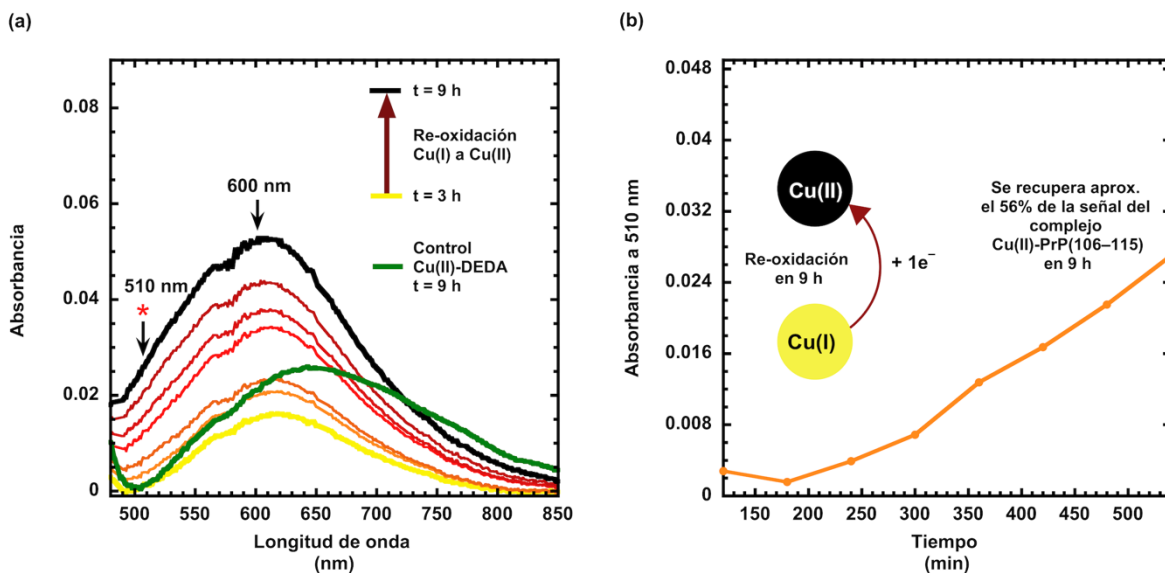 (a)
0.08
0.06
0.04
0.02
0
Absorbancia
500
550
600
650
700
750
800
850
Longitud de onda
(nm)
510 nm
*
600 nm
t = 9 h
Re-oxidación
Cu(I) a Cu(II)
t = 3 h
Control
Cu(II)-DEDA
t = 9 h
(b)
0.048
0.04
0.032
0.024
0.016
0.008
0
Absorbancia a 510 nm
150
200
250
300
350
400
450
500
Tiempo
(min)
Cu(II)
Re-oxidación
en 9 h
+ 1e⁻
Cu(I)
Se recupera aprox.
el 56% de la señal del
complejo
Cu(II)-PrP(106–115)
en 9 h